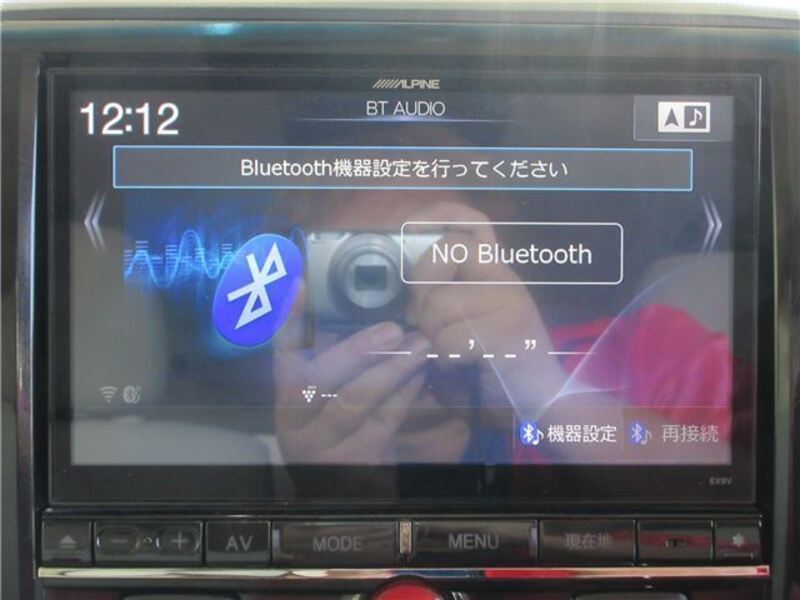 ALPINE
BT AUDIO
12:12
Bluetooth機器設定を行ってください
NO Bluetooth
_ _ ' _ _ "
---
機器設定 再接続
EX9V
AV MODE MENU 現在地